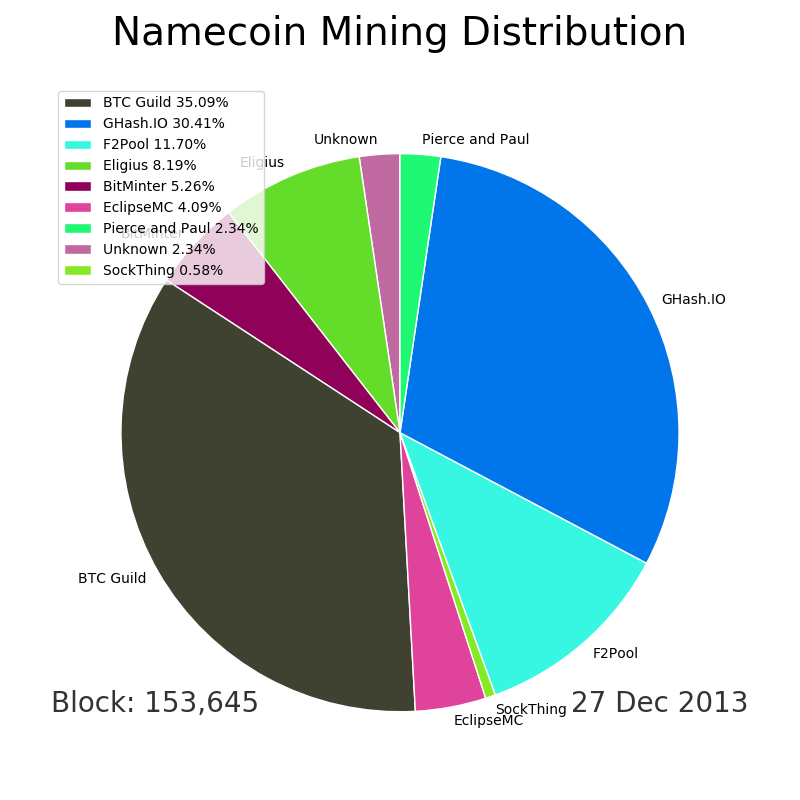 Namecoin Mining Distribution
BTC Guild 35.09%
GHash.IO 30.41%
F2Pool 11.70%
Eligius 8.19%
BitMinter 5.26%
EclipseMC 4.09%
Pierce and Paul 2.34%
Unknown 2.34%
SockThing 0.58%
Unknown
Pierce and Paul
Eligius
BitMinter
GHash.IO
BTC Guild
F2Pool
SockThing
EclipseMC
Block: 153,645
27 Dec 2013